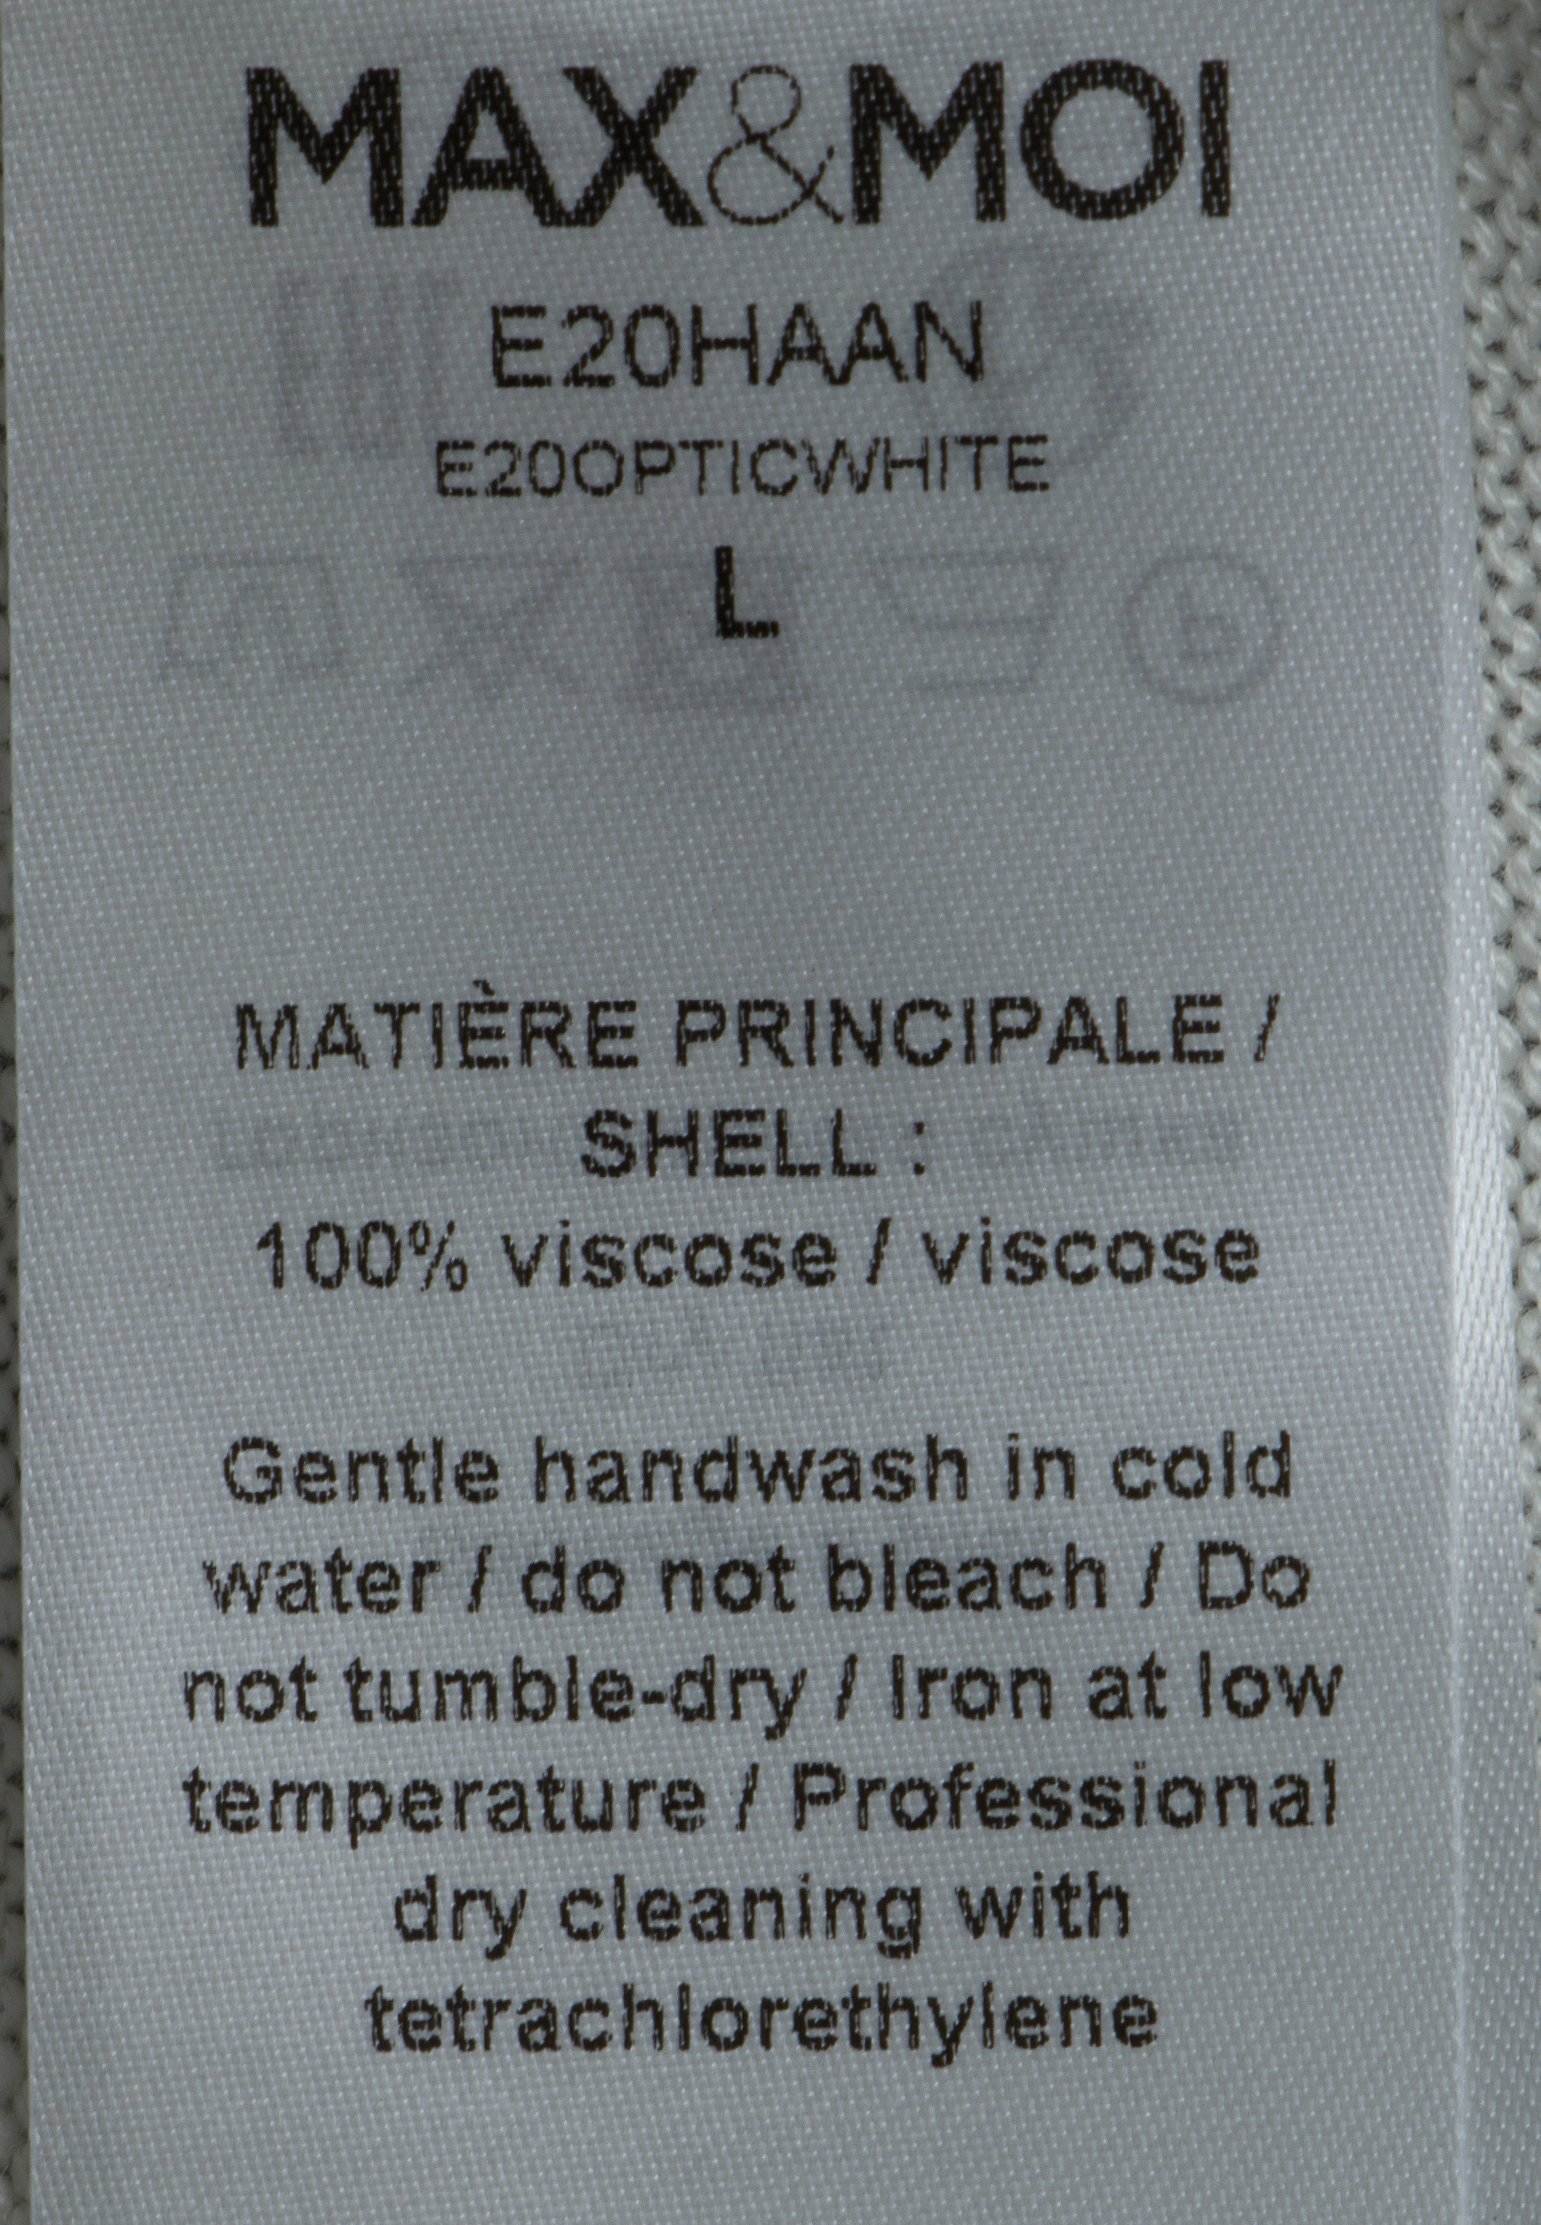 MAX&MOI
E20HAAN
E20OPTICWHITE
L
MATIÈRE PRINCIPALE /
SHELL :
100% viscose / viscose
Gentle handwash in cold
water / do not bleach / Do
not tumble-dry / Iron at low
temperature / Professional
dry cleaning with
tetrachlorethylene